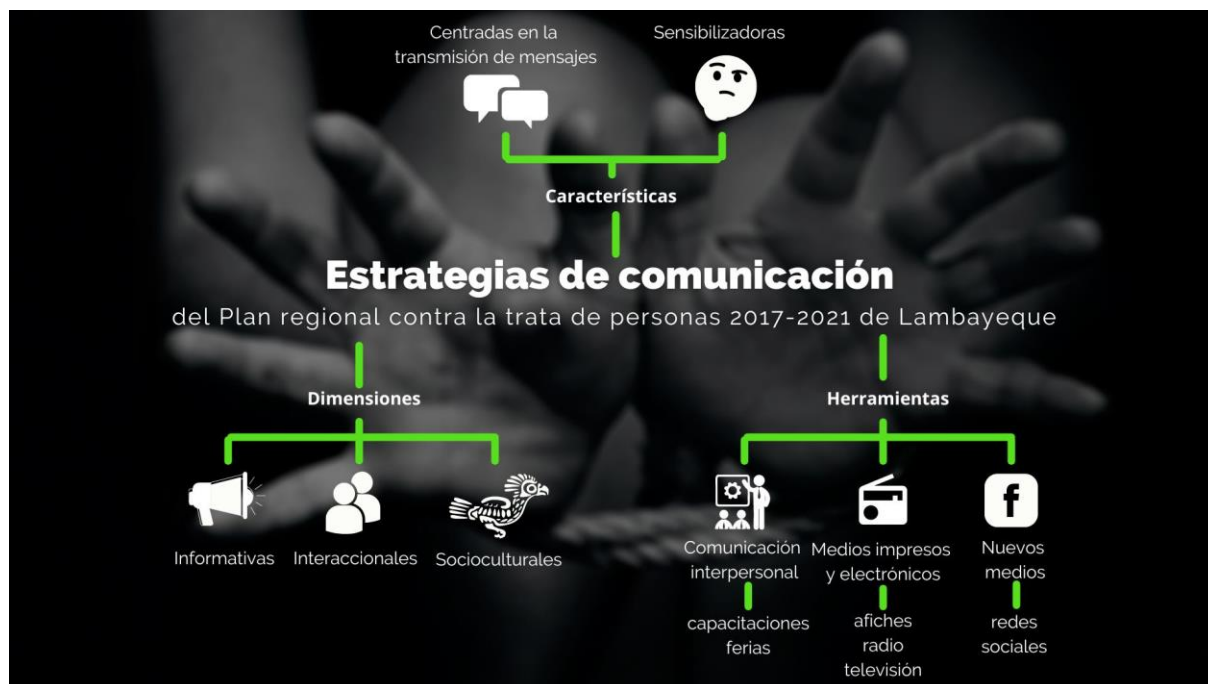 Centradas en la
transmisión de mensajes
Sensibilizadoras
Características
Estrategias de comunicación
del Plan regional contra la trata de personas 2017-2021 de Lambayeque
Dimensiones
Informativas
Interaccionales
Socioculturales
Herramientas
Comunicación
interpersonal
capacitaciones
ferias
Medios impresos
y electrónicos
afiches
radio
televisión
f
Nuevos
medios
redes
sociales